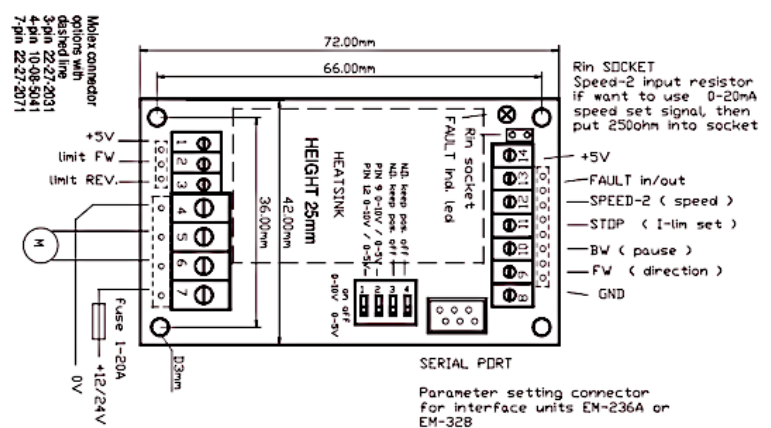 Molex connector
options with
dashed line
3-pin 22-27-2031
4-pin 10-08-5041
7-pin 22-27-2071
72.00mm
66.00mm
36.00mm
42.00mm
+5V
limit FW
limit REV.
1
2
3
4
5
6
7
M
fuse 1-20A
+12/24V
0V
D3mm
HEIGHT 25mm
HEATSINK
PIN 12 0-10V / 0-5V
PIN 9 0-10V / 0-5V
N.B. keep pos. off
N.B. keep pos. off
1 2 3 4
on off
0-10V 0-5V
FAULT ind. led
Rin socket
Rin SOCKET
Speed-2 input resistor
if want to use 0-20mA
speed set signal, then
put 250ohm into socket
14
13
12
11
10
9
8
+5V
FAULT in/out
SPEED-2 ( speed )
STOP ( I-lim set )
BW ( pause )
FW ( direction )
GND
SERIAL PORT
Parameter setting connector
for interface units EM-236A or
EM-328